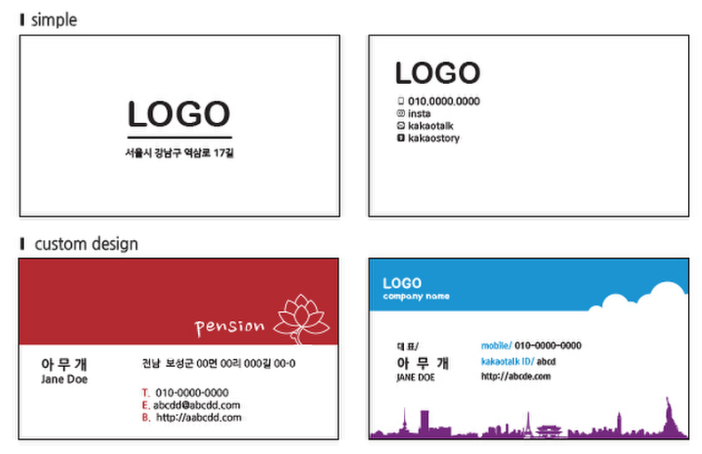 simple
LOGO
서울시 강남구 역삼로 17길
LOGO
010.0000.0000
insta
kakaotalk
kakaostory
custom design
pension
아 무 개
Jane Doe
전남 보성군 00면 00리 000길 00-0
T. 010-0000-0000
E. abcdd@abcdd.com
B. http://aabcdd.com
LOGO
company name
대 표/
아 무 개
JANE DOE
mobile/ 010-0000-0000
kakaotalk ID/ abcd
http://abcde.com